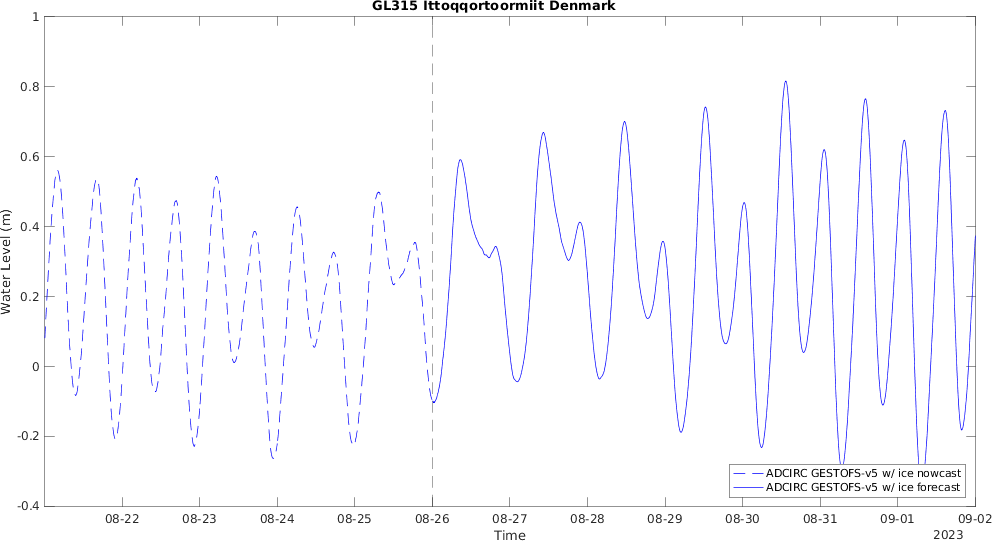 GL315 Ittoqqortoormiit Denmark
1
0.8
0.6
0.4
0.2
0
-0.2
-0.4
Water Level (m)
ADCIRC GESTOFS-v5 w/ ice nowcast
ADCIRC GESTOFS-v5 w/ ice forecast
08-22 08-23 08-24 08-25 08-26 08-27 08-28 08-29 08-30 08-31 09-01 09-02
Time
2023